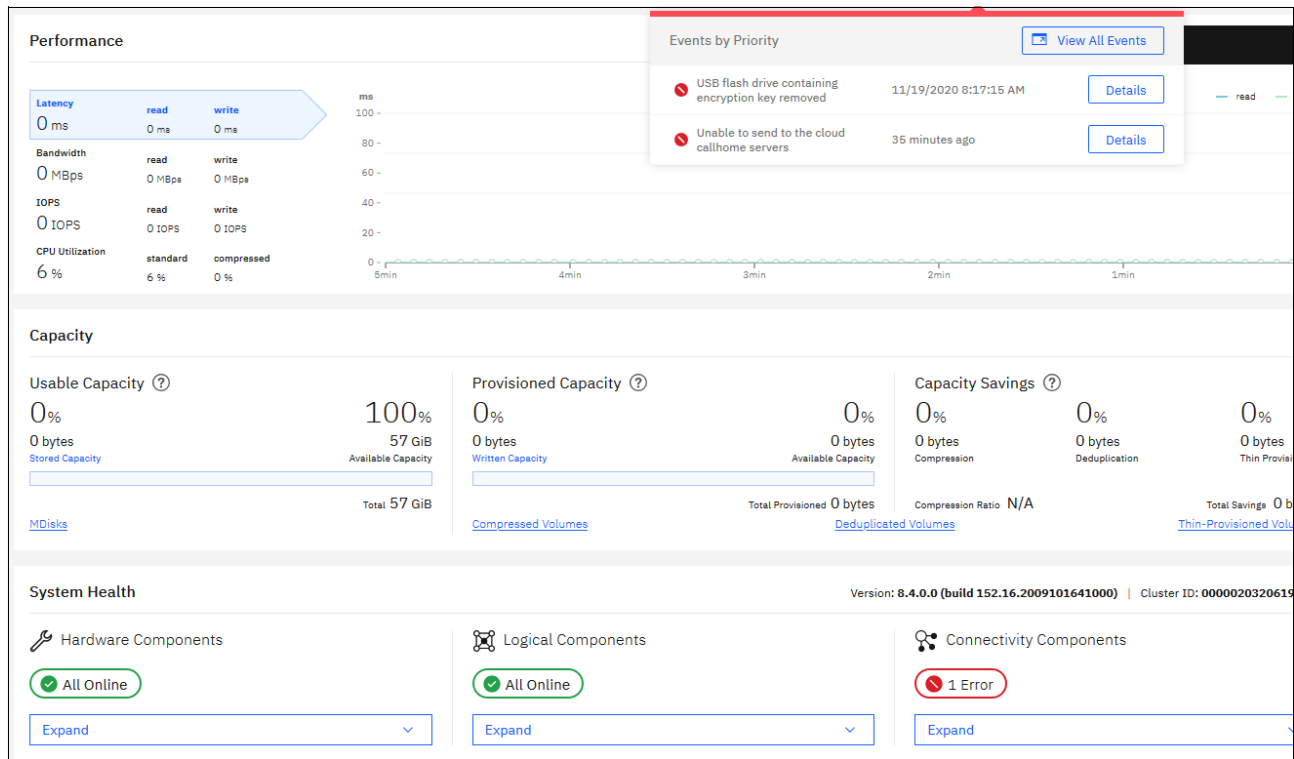 Performance
Events by Priority
View All Events
USB flash drive containing
encryption key removed
11/19/2020 8:17:15 AM
Details
Unable to send to the cloud
callhome servers
35 minutes ago
Details
read
Latency
read
write
0 ms
0 ms
0 ms
Bandwidth
read
write
0 MBps
0 MBps
0 MBps
IOPS
read
write
0 IOPS
0 IOPS
0 IOPS
CPU Utilization
standard
compressed
6 %
6 %
0 %
ms
100
80
60
40
20
0
5min
4min
3min
2min
1min
Capacity
Usable Capacity ?
0%
100%
0 bytes
57 GiB
Stored Capacity
Available Capacity
Total 57 GiB
MDisks
Provisioned Capacity ?
0%
0%
0 bytes
0 bytes
Written Capacity
Available Capacity
Total Provisioned 0 bytes
Compressed Volumes
Deduplicated Volumes
Capacity Savings ?
0%
0%
0%
0 bytes
0 bytes
0 bytes
Compression
Deduplication
Thin Provisi
Compression Ratio N/A
Total Savings 0 b
Thin-Provisioned Volu
System Health
Version: 8.4.0.0 (build 152.16.2009101641000) | Cluster ID: 0000020320619
Hardware Components
All Online
Expand
Logical Components
All Online
Expand
Connectivity Components
1 Error
Expand